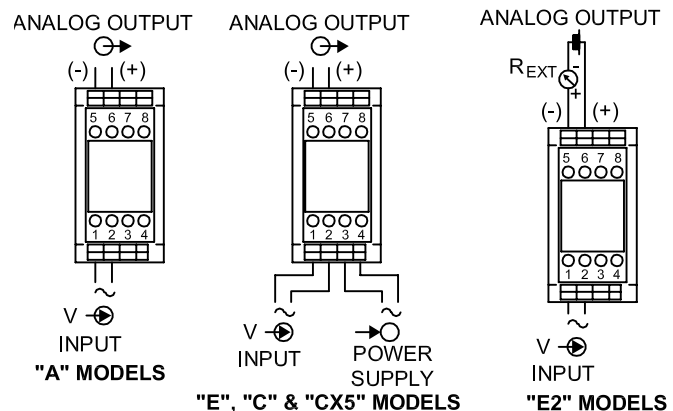 ANALOG OUTPUT
(-) (+)
5 6 7 8
1 2 3 4
V
INPUT
"A" MODELS
ANALOG OUTPUT
(-) (+)
5 6 7 8
1 2 3 4
V
INPUT
POWER
SUPPLY
"E", "C" & "CX5" MODELS
ANALOG OUTPUT
REXT
-
+
(-) (+)
5 6 7 8
1 2 3 4
V
INPUT
"E2" MODELS